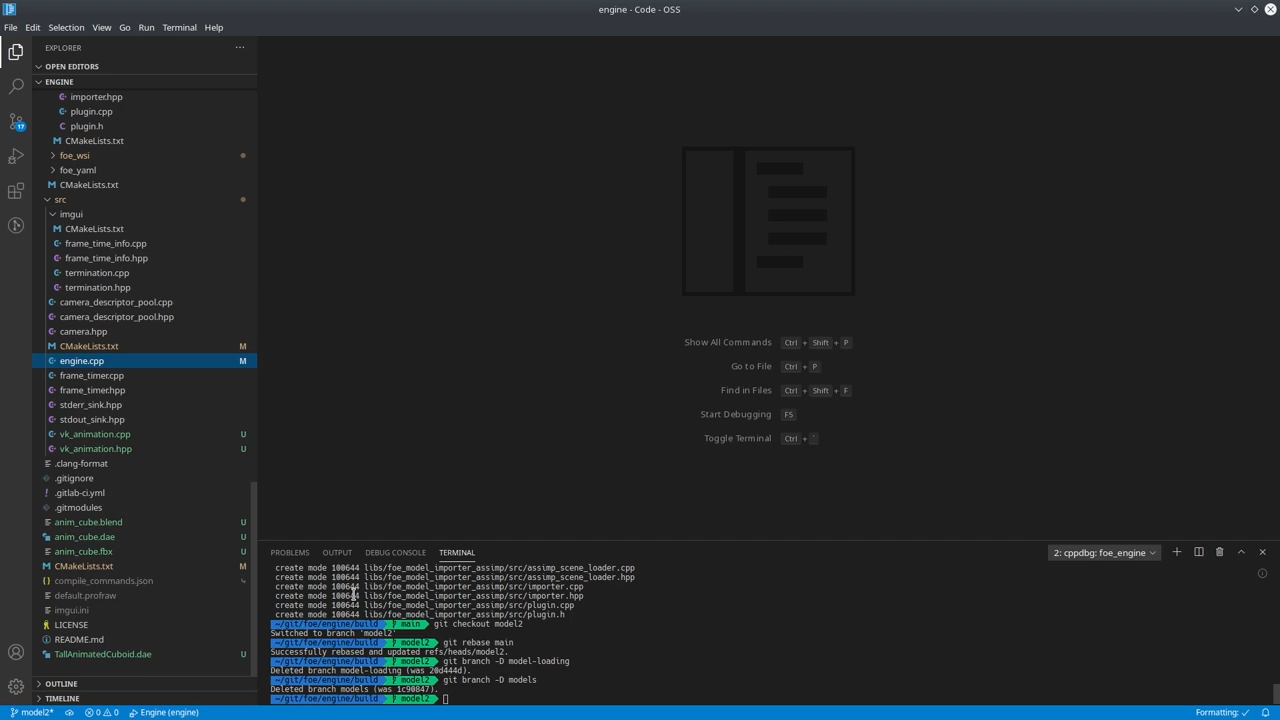 engine - Code - OSS
File Edit Selection View Go Run Terminal Help
EXPLORER
OPEN EDITORS
ENGINE
importer.hpp
plugin.cpp
plugin.h
CMakeLists.txt
foe_wsi
foe_yaml
CMakeLists.txt
src
imgui
CMakeLists.txt
frame_time_info.cpp
frame_time_info.hpp
termination.cpp
termination.hpp
camera_descriptor_pool.cpp
camera_descriptor_pool.hpp
camera.hpp
CMakeLists.txt M
engine.cpp M
frame_timer.cpp
frame_timer.hpp
stderr_sink.hpp
stdout_sink.hpp
vk_animation.cpp U
vk_animation.hpp U
.clang-format
.gitignore
.gitlab-ci.yml
.gitmodules
anim_cube.blend U
anim_cube.dae U
anim_cube.fbx U
CMakeLists.txt M
compile_commands.json
default.profraw
imgui.ini
LICENSE
README.md
TallAnimatedCuboid.dae U
OUTLINE
TIMELINE
17
Show All Commands Ctrl + Shift + P
Go to File Ctrl + P
Find in Files Ctrl + Shift + F
Start Debugging F5
Toggle Terminal Ctrl + `
PROBLEMS OUTPUT DEBUG CONSOLE TERMINAL 2: cppdbg: foe_engine
create mode 100644 libs/foe_model_importer_assimp/src/assimp_scene_loader.cpp
create mode 100644 libs/foe_model_importer_assimp/src/assimp_scene_loader.hpp
create mode 100644 libs/foe_model_importer_assimp/src/importer.cpp
create mode 100644 libs/foe_model_importer_assimp/src/importer.hpp
create mode 100644 libs/foe_model_importer_assimp/src/plugin.cpp
create mode 100644 libs/foe_model_importer_assimp/src/plugin.h
~/git/foe/engine/build main git checkout model2
Switched to branch 'model2'
~/git/foe/engine/build model2 git rebase main
Successfully rebased and updated refs/heads/model2.
~/git/foe/engine/build model2 git branch -D model-loading
Deleted branch model-loading (was 20d444d).
~/git/foe/engine/build model2 git branch -D models
Deleted branch models (was 1c90847).
~/git/foe/engine/build model2
model2* 0 0 Engine (engine) Formatting: ✓